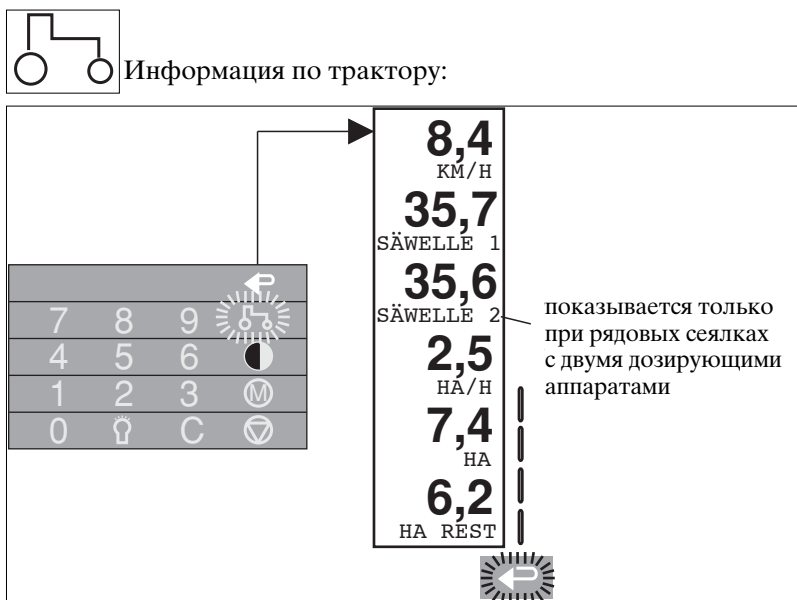 Информация по трактору:
8,4
KM/H
35,7
SÄWELLE 1
35,6
SÄWELLE 2
2,5
HA/H
7,4
HA
6,2
HA REST
7 8 9
4 5 6
1 2 3 M
0 C
показывается только
при рядовых сеялках
с двумя дозирующими
аппаратами